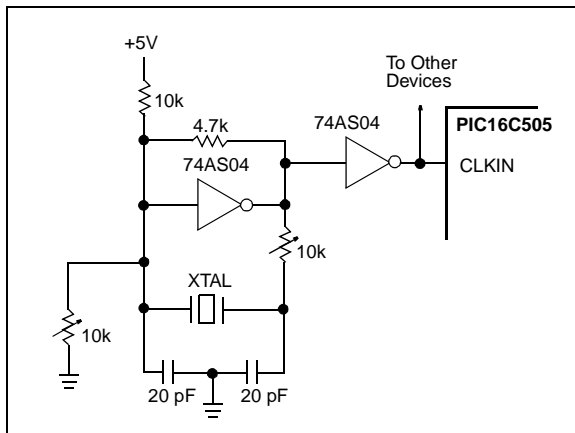 +5V
To Other
Devices
10k
4.7k
74AS04
PIC16C505
74AS04
CLKIN
10k
XTAL
10k
20 pF
20 pF